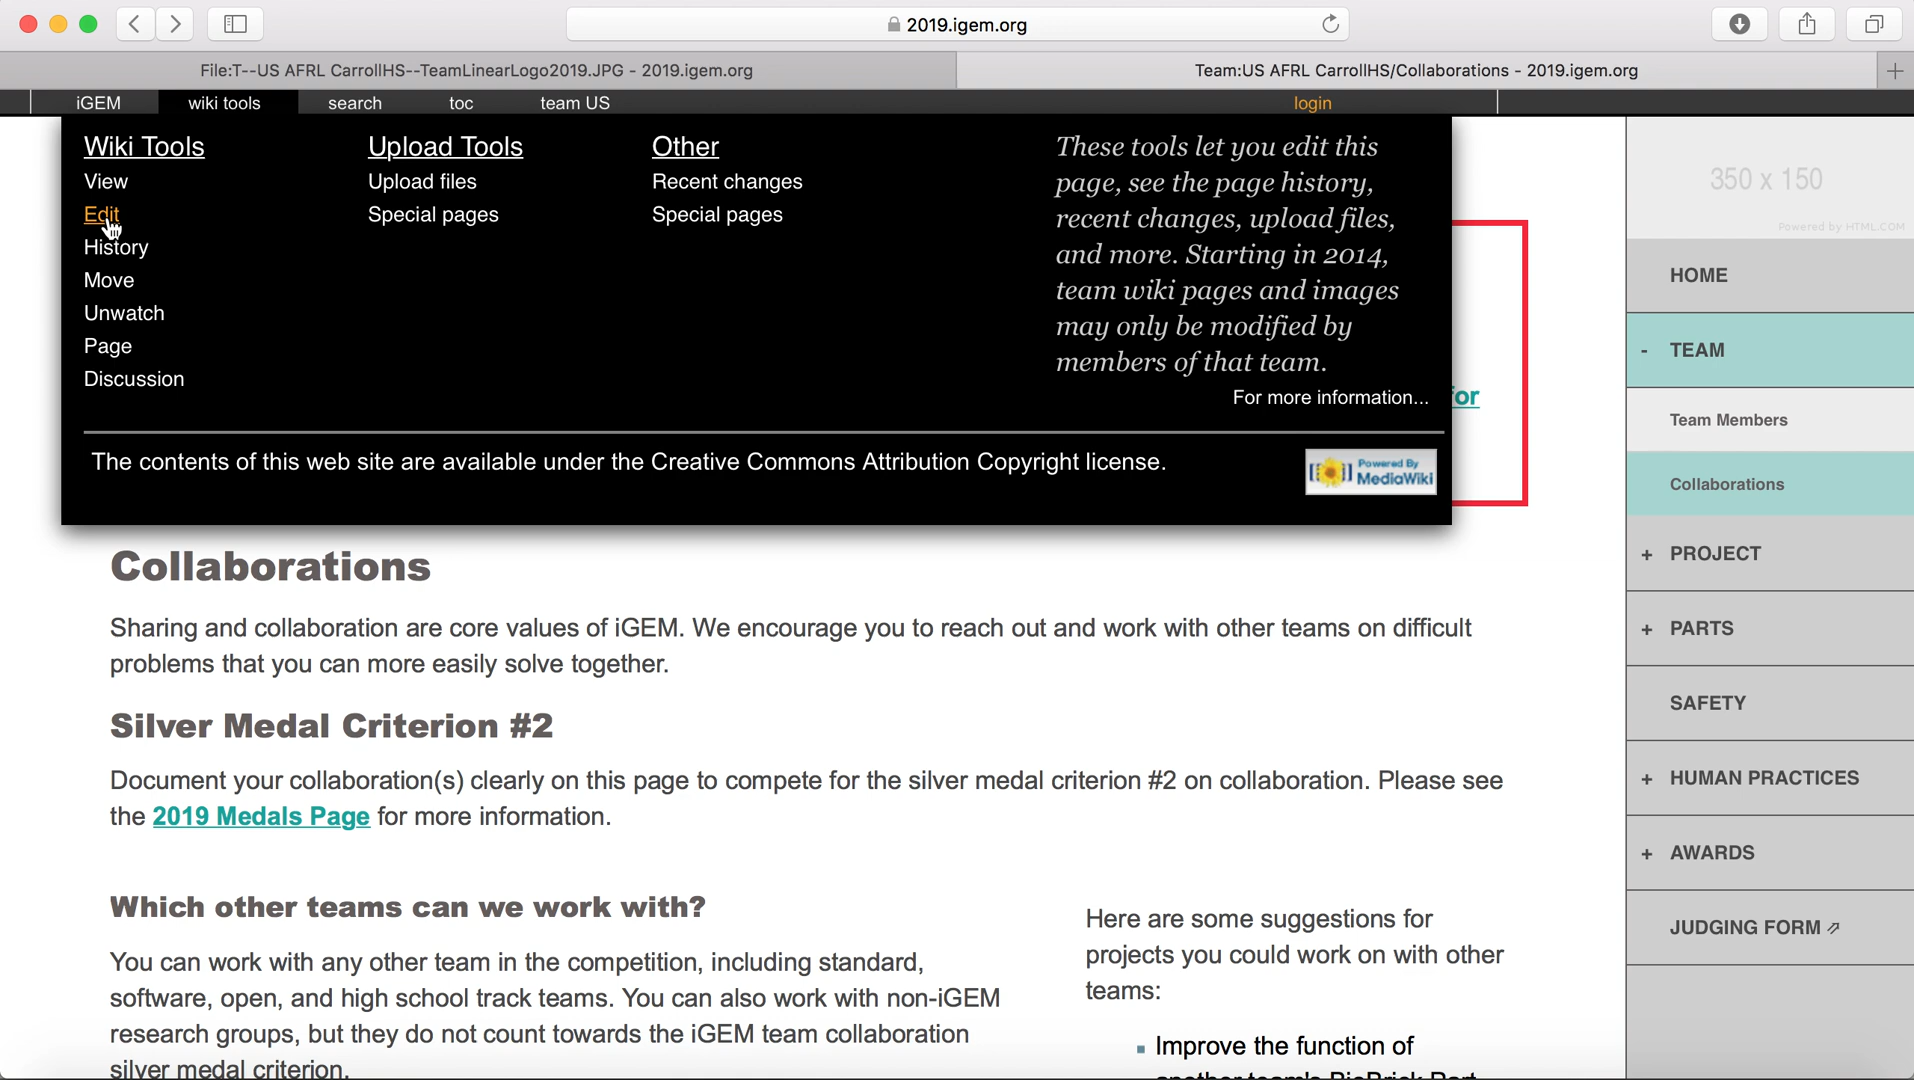 2019.igem.org
File:T--US AFRL CarrollHS--TeamLinearLogo2019.JPG - 2019.igem.org
Team:US AFRL CarrollHS/Collaborations - 2019.igem.org
iGEM
wiki tools
search
toc
team US
login
Wiki Tools
View
Edit
History
Move
Unwatch
Page
Discussion
Upload Tools
Upload files
Special pages
Other
Recent changes
Special pages
These tools let you edit this
page, see the page history,
recent changes, upload files,
and more. Starting in 2014,
team wiki pages and images
may only be modified by
members of that team.
For more information...
The contents of this web site are available under the Creative Commons Attribution Copyright license.
Powered By
MediaWiki
for
Collaborations
Sharing and collaboration are core values of iGEM. We encourage you to reach out and work with other teams on difficult
problems that you can more easily solve together.
Silver Medal Criterion #2
Document your collaboration(s) clearly on this page to compete for the silver medal criterion #2 on collaboration. Please see
the 2019 Medals Page for more information.
Which other teams can we work with?
You can work with any other team in the competition, including standard,
software, open, and high school track teams. You can also work with non-iGEM
research groups, but they do not count towards the iGEM team collaboration
silver medal criterion.
Here are some suggestions for
projects you could work on with other
teams:
Improve the function of
another team's BioBrick Part
350 x 150
Powered by HTML.COM
HOME
- TEAM
Team Members
Collaborations
+ PROJECT
+ PARTS
SAFETY
+ HUMAN PRACTICES
+ AWARDS
JUDGING FORM ⇗